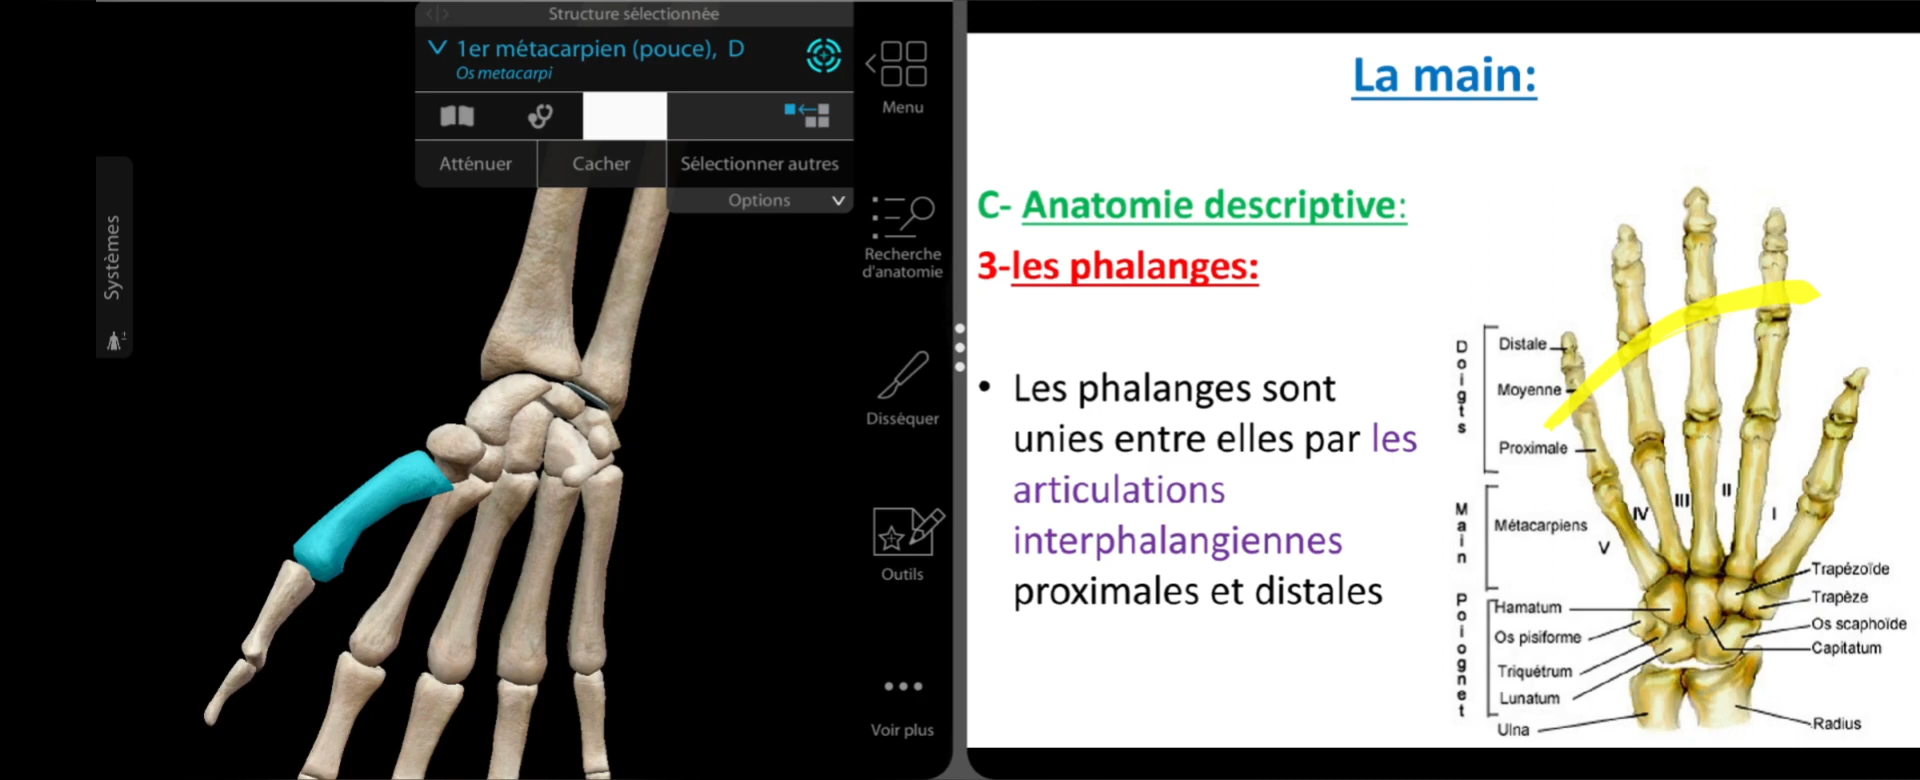 Structure sélectionnée
1er métacarpien (pouce), D
Os metacarpi
Atténuer
Cacher
Sélectionner autres
Options
Systèmes
Menu
Recherche
d'anatomie
Disséquer
Outils
Voir plus
La main:
C- Anatomie descriptive:
3-les phalanges:
• Les phalanges sont
unies entre elles par les
articulations
interphalangiennes
proximales et distales
Doigts
Distale
Moyenne
Proximale
Main
Métacarpiens
V
IV
III
II
I
Poignet
Hamatum
Os pisiforme
Triquétrum
Lunatum
Ulna
Trapézoïde
Trapèze
Os scaphoïde
Capitatum
Radius